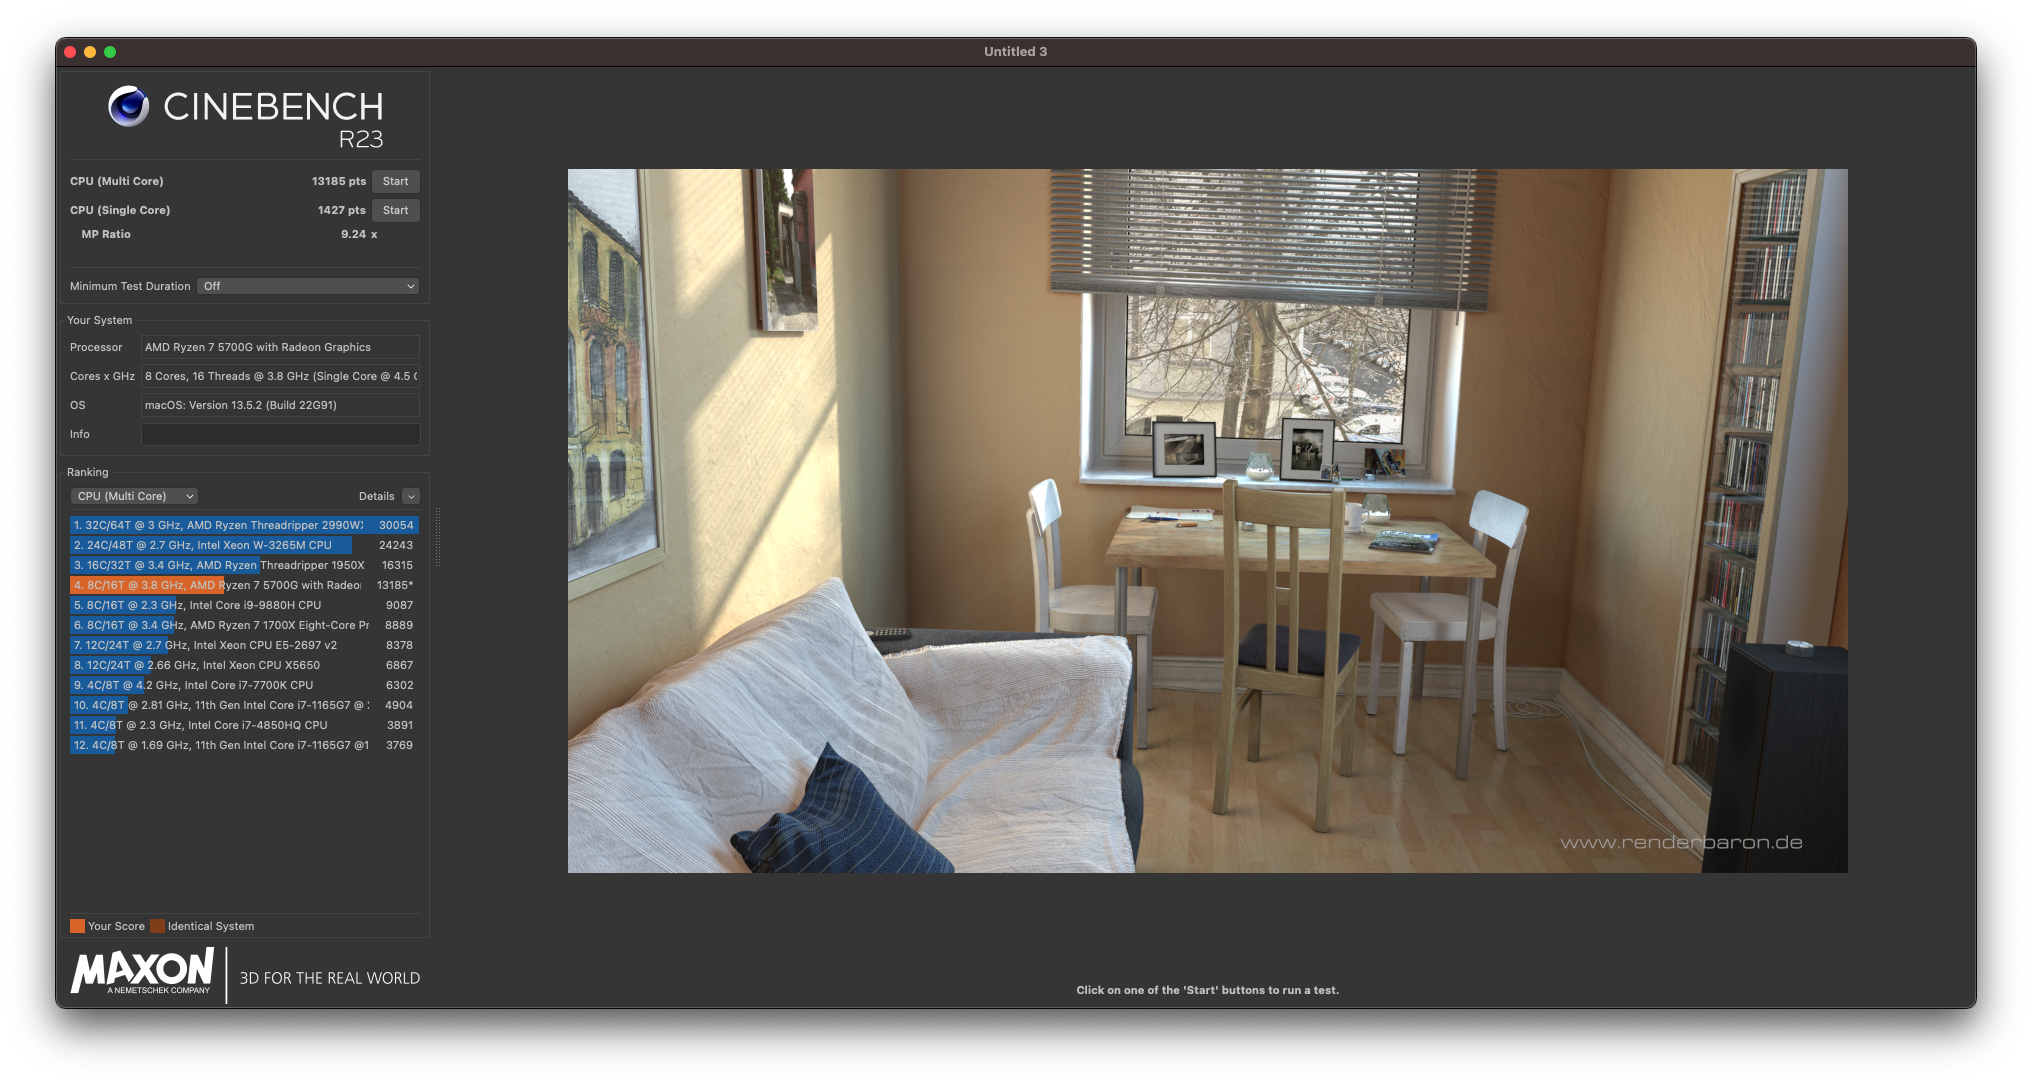 Untitled 3
CINEBENCH
R23
CPU (Multi Core) 13185 pts Start
CPU (Single Core) 1427 pts Start
MP Ratio 9.24 x
Minimum Test Duration Off
Your System
Processor AMD Ryzen 7 5700G with Radeon Graphics
Cores x GHz 8 Cores, 16 Threads @ 3.8 GHz (Single Core @ 4.5
OS macOS: Version 13.5.2 (Build 22G91)
Info
Ranking
CPU (Multi Core) Details
1. 32C/64T @ 3 GHz, AMD Ryzen Threadripper 2990W 30054
2. 24C/48T @ 2.7 GHz, Intel Xeon W-3265M CPU 24243
3. 16C/32T @ 3.4 GHz, AMD Ryzen Threadripper 1950X 16315
4. 8C/16T @ 3.8 GHz, AMD Ryzen 7 5700G with Radeo 13185*
5. 8C/16T @ 2.3 GHz, Intel Core i9-9880H CPU 9087
6. 8C/16T @ 3.4 GHz, AMD Ryzen 7 1700X Eight-Core Pr 8889
7. 12C/24T @ 2.7 GHz, Intel Xeon CPU E5-2697 v2 8378
8. 12C/24T @ 2.66 GHz, Intel Xeon CPU X5650 6867
9. 4C/8T @ 4.2 GHz, Intel Core i7-7700K CPU 6302
10. 4C/8T @ 2.81 GHz, 11th Gen Intel Core i7-1165G7 @ 4904
11. 4C/8T @ 2.3 GHz, Intel Core i7-4850HQ CPU 3891
12. 4C/8T @ 1.69 GHz, 11th Gen Intel Core i7-1165G7 @1 3769
Your Score Identical System
MAXON
A NEMETSCHEK COMPANY
3D FOR THE REAL WORLD
www.renderbaron.de
Click on one of the 'Start' buttons to run a test.